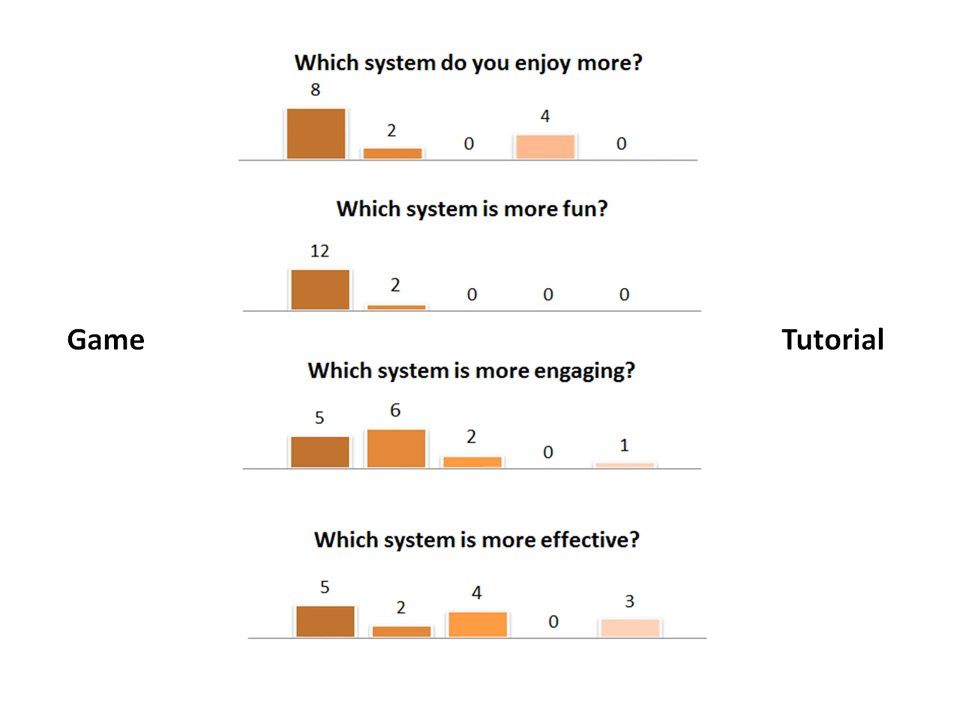 Which system do you enjoy more?
8 2 0 4 0
Which system is more fun?
12 2 0 0 0
Game
Tutorial
Which system is more engaging?
5 6 2 0 1
Which system is more effective?
5 2 4 0 3